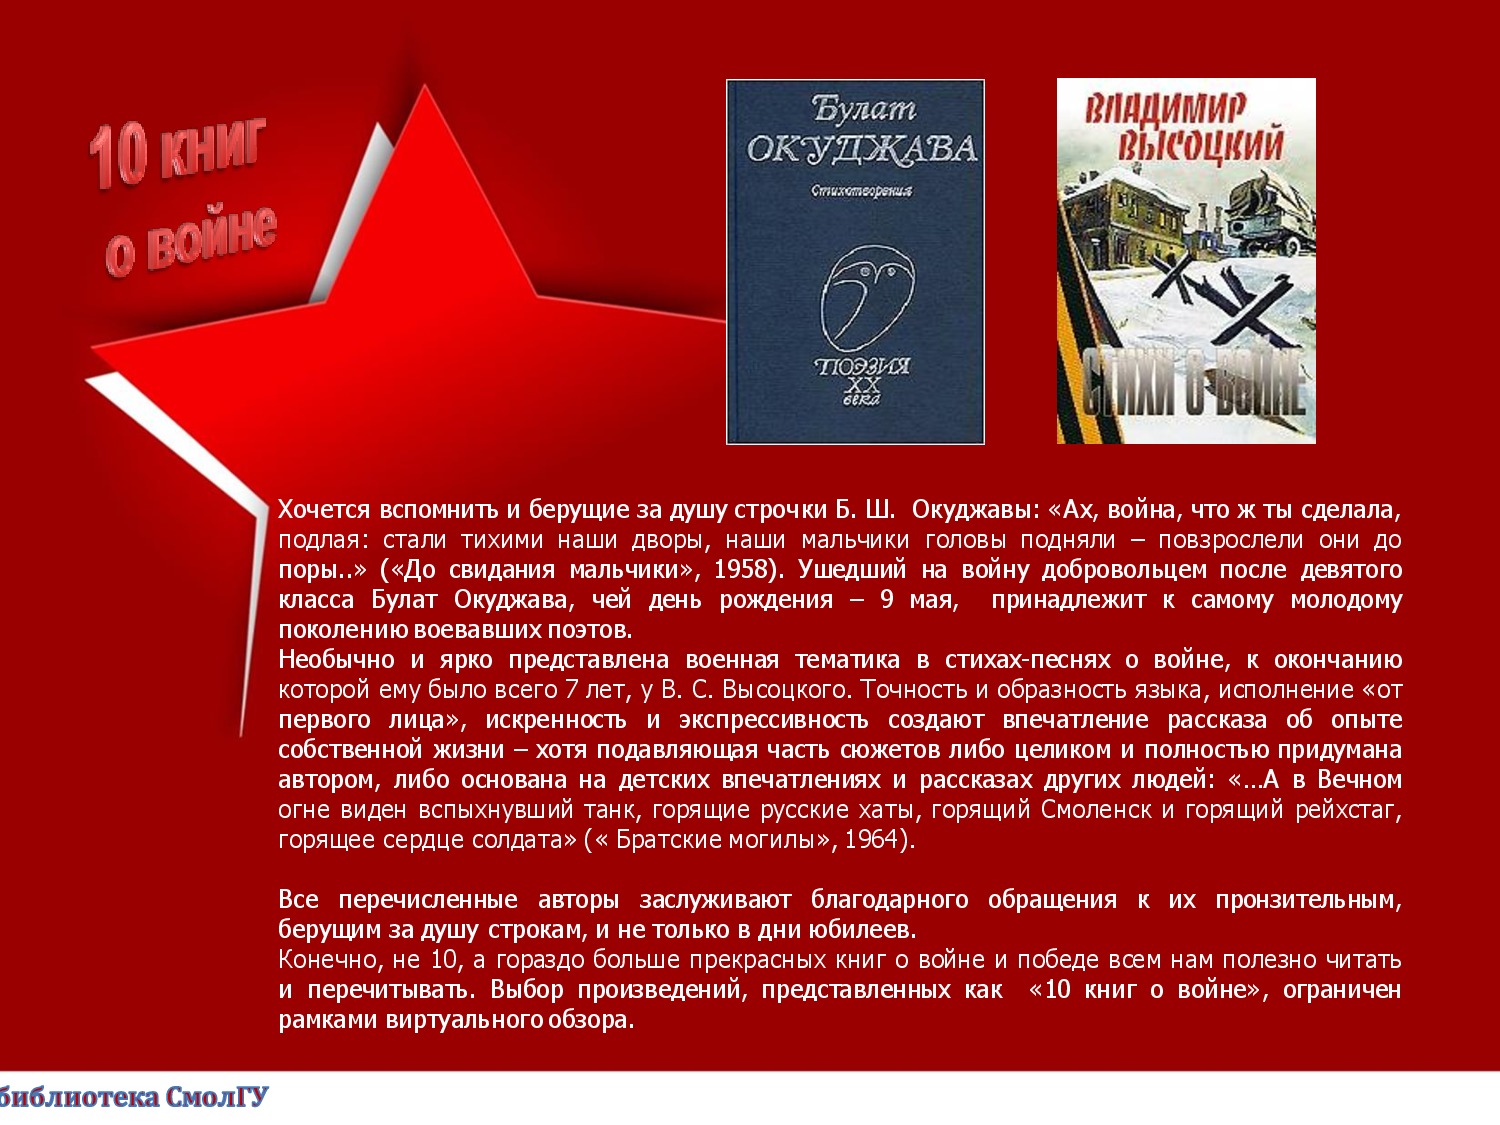 10 книг
о войне
Булат
ОКУДЖАВА
Стихотворения
ПОЭЗИЯ
XX
века
ВЛАДИМИР
ВЫСОЦКИЙ
СТИХИ О ВОЙНЕ
Хочется вспомнить и берущие за душу строчки Б. Ш. Окуджавы: «Ах, война, что ж ты сделала,
подлая: стали тихими наши дворы, наши мальчики головы подняли – повзрослели они до
поры..» («До свидания мальчики», 1958). Ушедший на войну добровольцем после девятого
класса Булат Окуджава, чей день рождения – 9 мая, принадлежит к самому молодому
поколению воевавших поэтов.
Необычно и ярко представлена военная тематика в стихах-песнях о войне, к окончанию
которой ему было всего 7 лет, у В. С. Высоцкого. Точность и образность языка, исполнение «от
первого лица», искренность и экспрессивность создают впечатление рассказа об опыте
собственной жизни – хотя подавляющая часть сюжетов либо целиком и полностью придумана
автором, либо основана на детских впечатлениях и рассказах других людей: «…А в Вечном
огне виден вспыхнувший танк, горящие русские хаты, горящий Смоленск и горящий рейхстаг,
горящее сердце солдата» (« Братские могилы», 1964).
Все перечисленные авторы заслуживают благодарного обращения к их пронзительным,
берущим за душу строкам, и не только в дни юбилеев.
Конечно, не 10, а гораздо больше прекрасных книг о войне и победе всем нам полезно читать
и перечитывать. Выбор произведений, представленных как «10 книг о войне», ограничен
рамками виртуального обзора.
библиотека СмолГУ